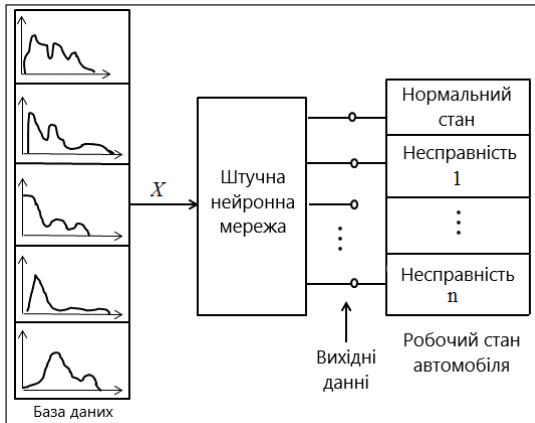 База даних
X
Штучна
нейронна
мережа
Вихідні
данні
Нормальний
стан
Несправність
1
Несправність
n
Робочий стан
автомобіля